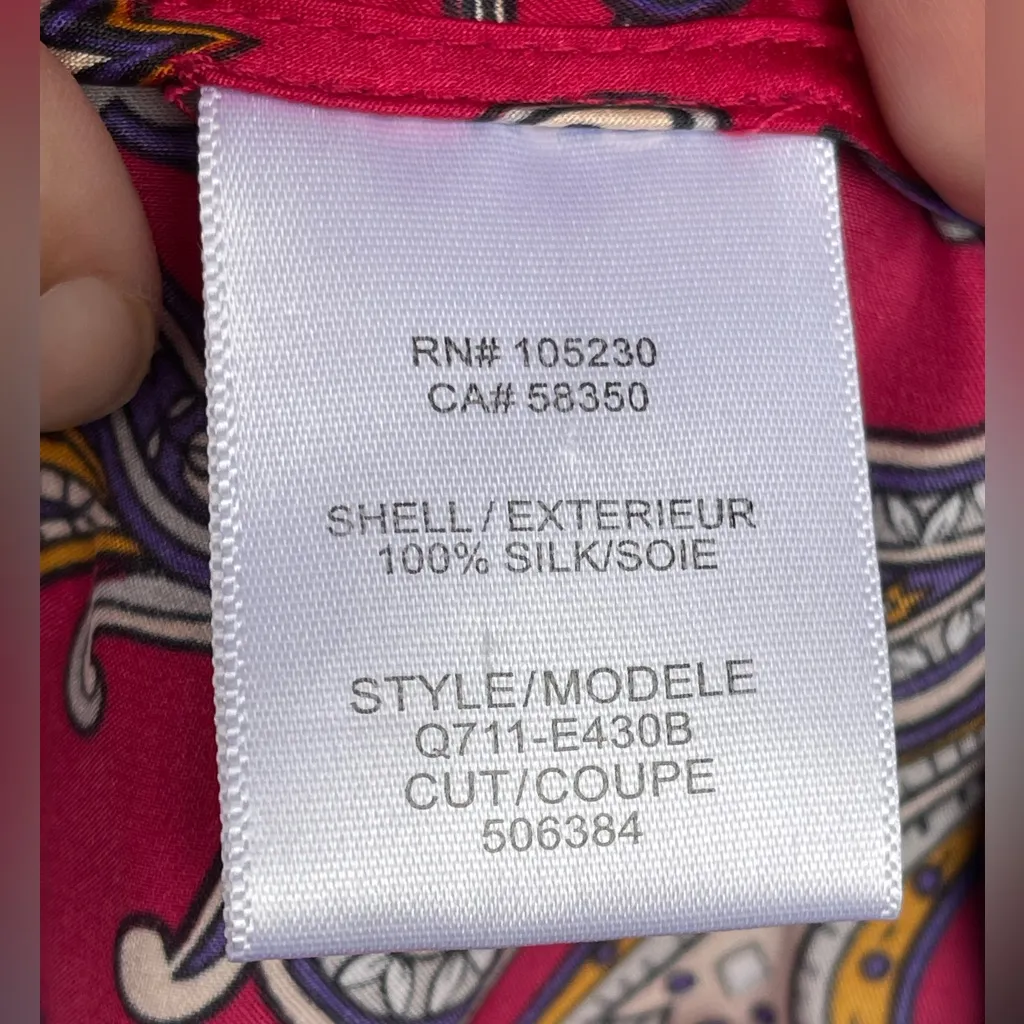 RN# 105230
CA# 58350
SHELL/EXTERIEUR
100% SILK/SOIE
STYLE/MODELE
Q711-E430B
CUT/COUPE
506384